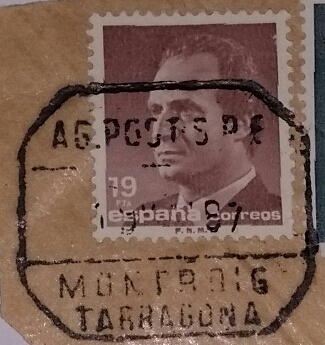 AG.POSTS.P.E
19
PTA
españa correos
F.N.M.T.
87
MONTROIG
TARRAGONA